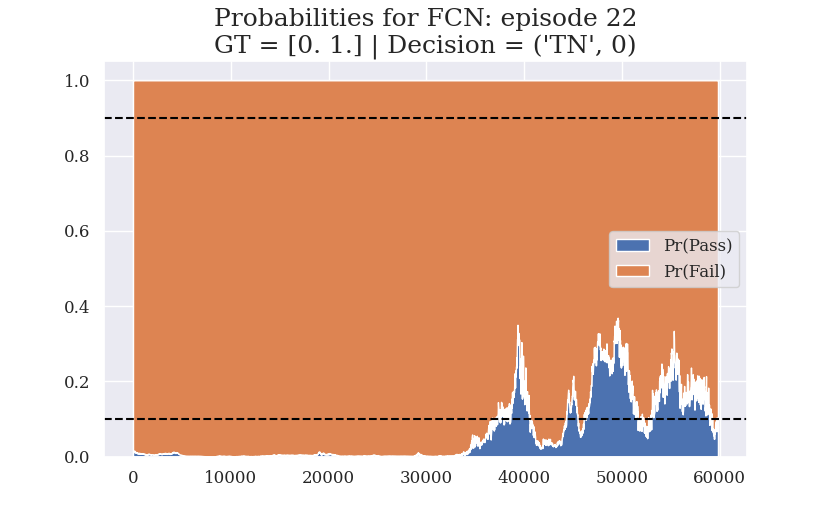 Probabilities for FCN: episode 22
GT = [0. 1.] | Decision = ('TN', 0)
1.0
0.8
0.6
0.4
0.2
0.0
Pr(Pass)
Pr(Fail)
0 10000 20000 30000 40000 50000 60000